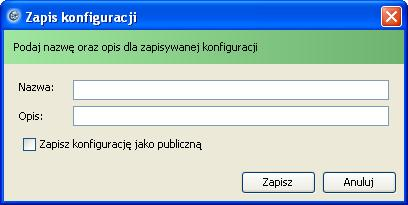 Zapis konfiguracji
Podaj nazwę oraz opis dla zapisywanej konfiguracji
Nazwa:
Opis:
Zapisz konfigurację jako publiczną
Zapisz Anuluj